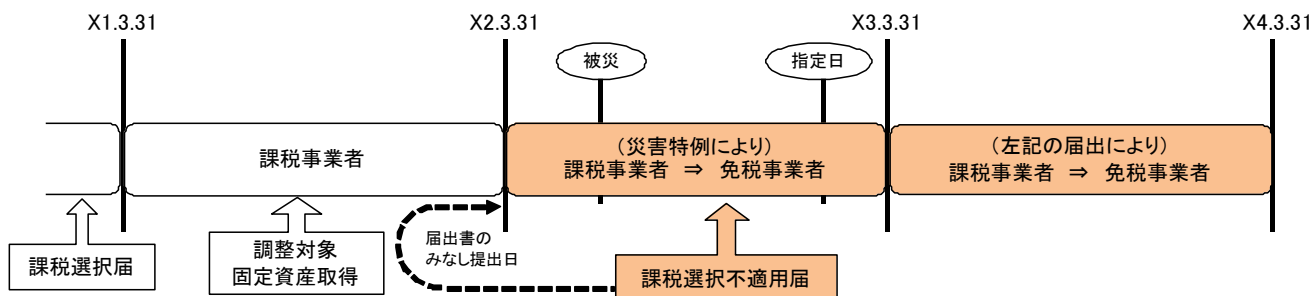 X1.3.31
X2.3.31
X3.3.31
X4.3.31
被災
指定日
課税事業者
(災害特例により)
課税事業者 ⇒ 免税事業者
(左記の届出により)
課税事業者 ⇒ 免税事業者
課税選択届
調整対象
固定資産取得
届出書の
みなし提出日
課税選択不適用届